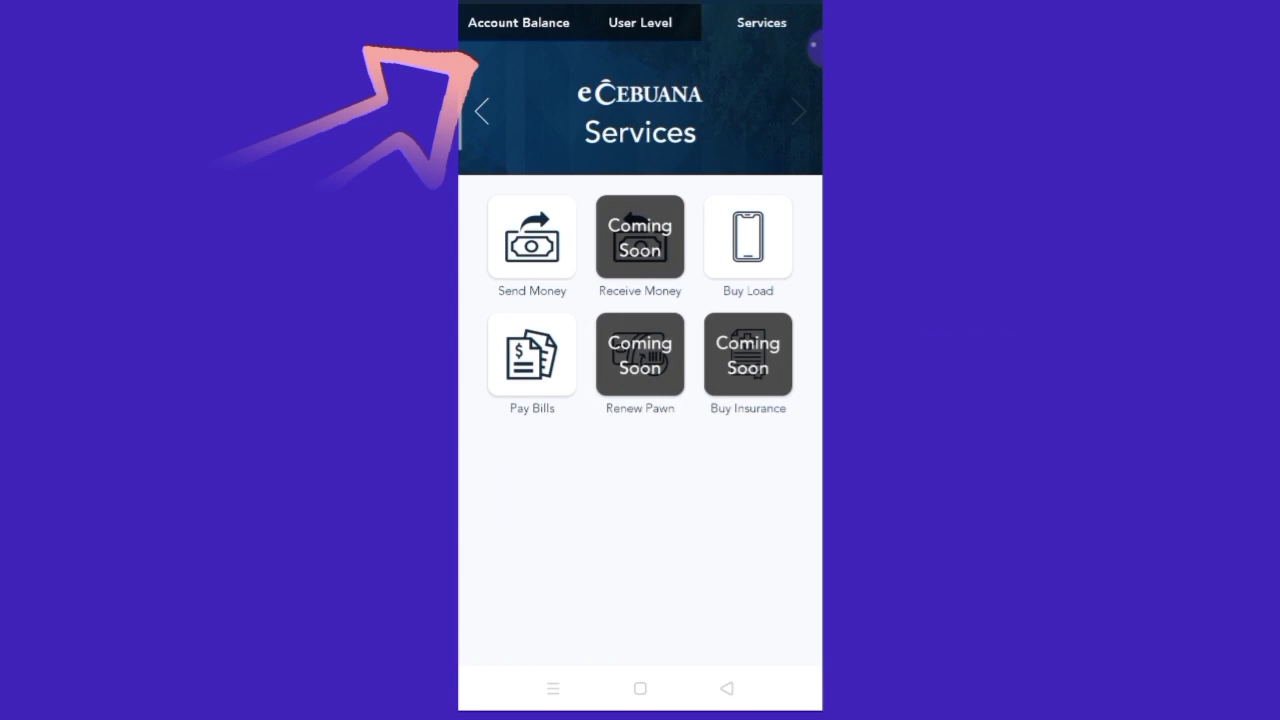 Account Balance User Level Services
eĈEBUANA
Services
Coming
Soon
Send Money Receive Money Buy Load
$
Coming
Soon
Coming
Soon
Pay Bills Renew Pawn Buy Insurance